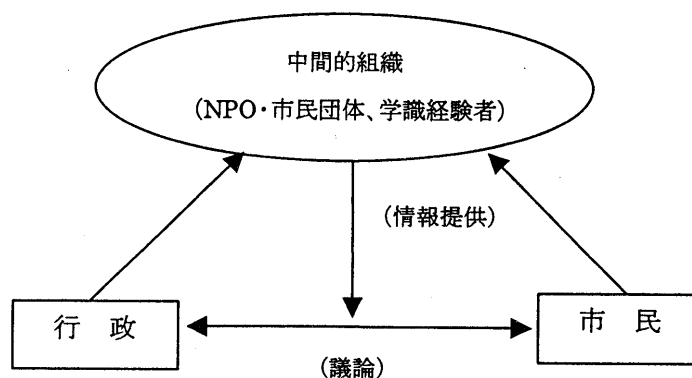 中間的組織
（NPO・市民団体、学識経験者）
（情報提供）
行　政
市　民
（議論）